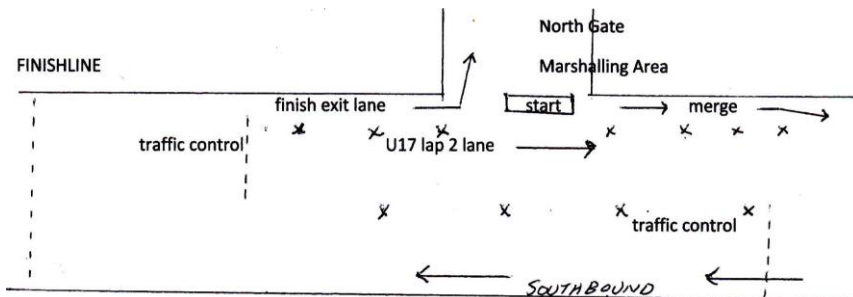 North Gate
FINISHLINE
Marshalling Area
finish exit lane
start
merge
traffic control
U17 lap 2 lane
traffic control
SOUTHBOUND